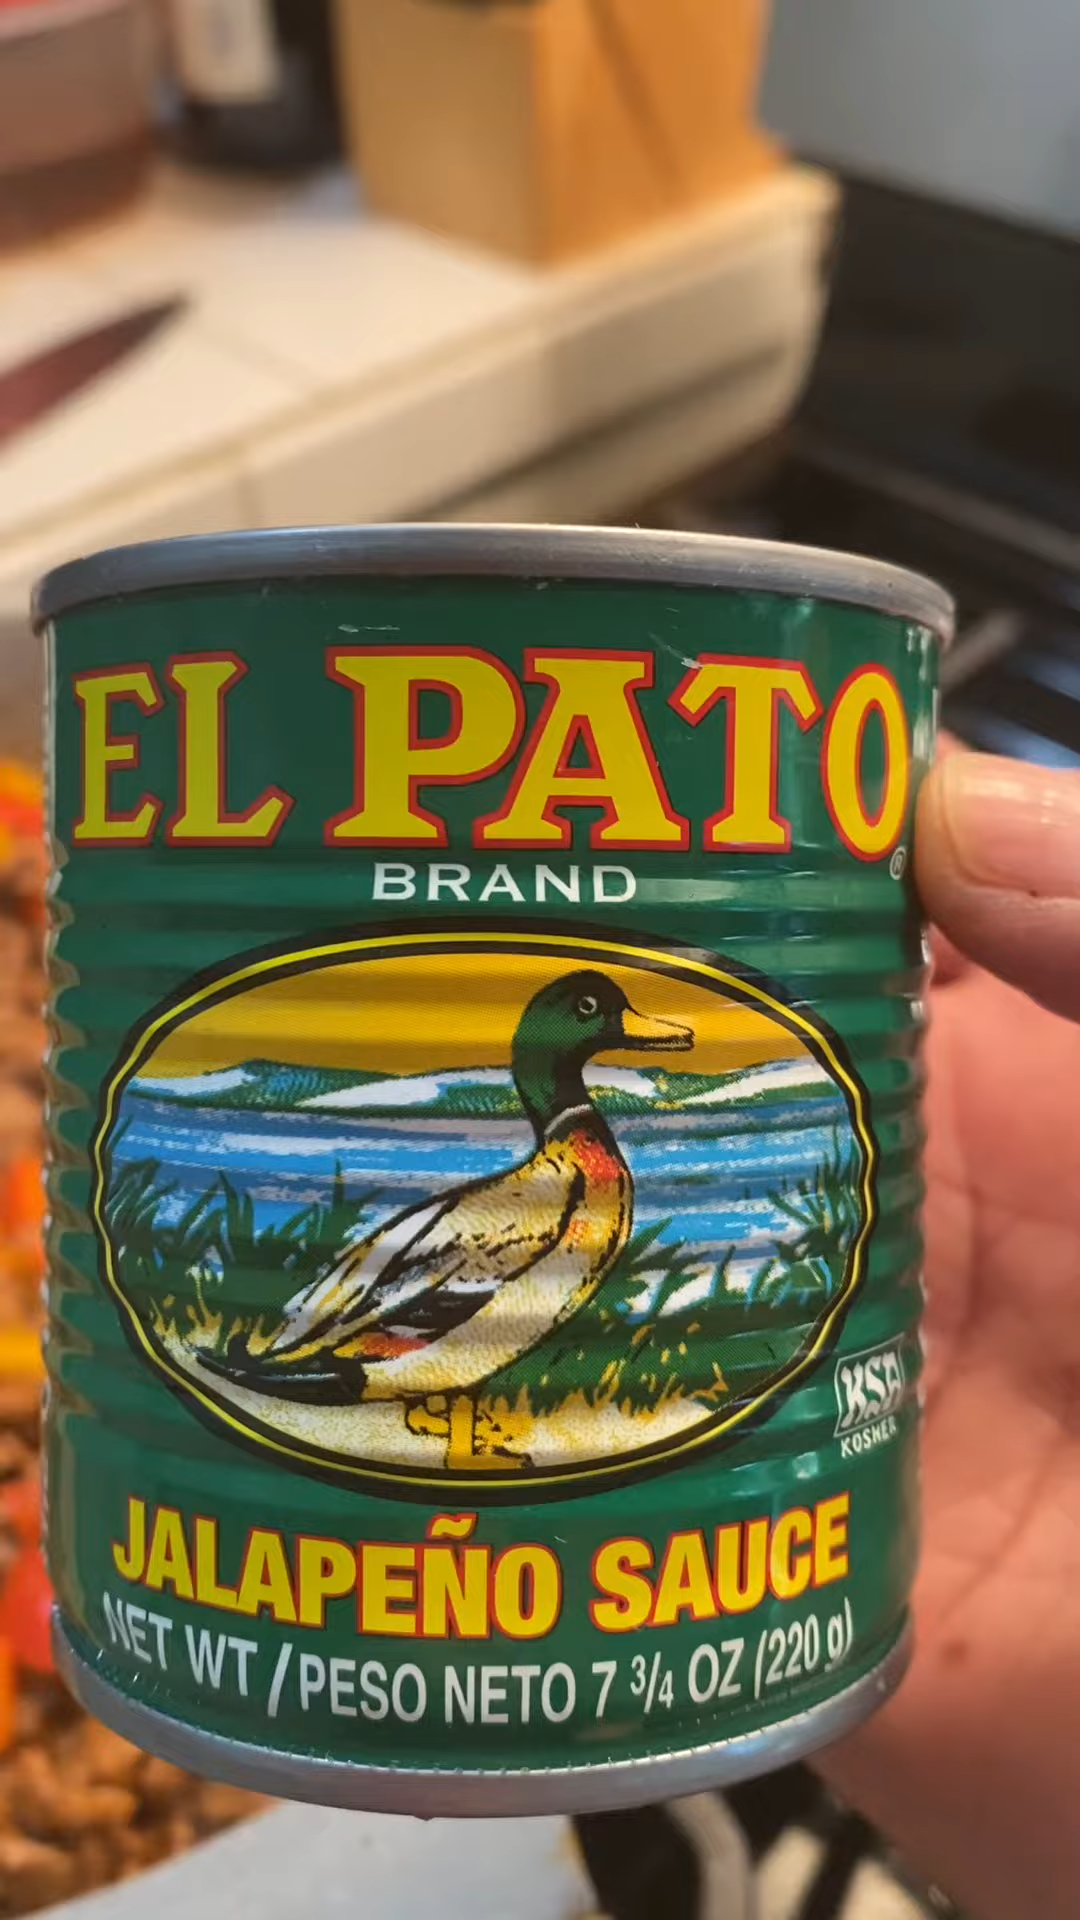 EL PATO®
BRAND
KSA
KOSHER
JALAPEÑO SAUCE
NET WT / PESO NETO 7 3/4 OZ (220 g)